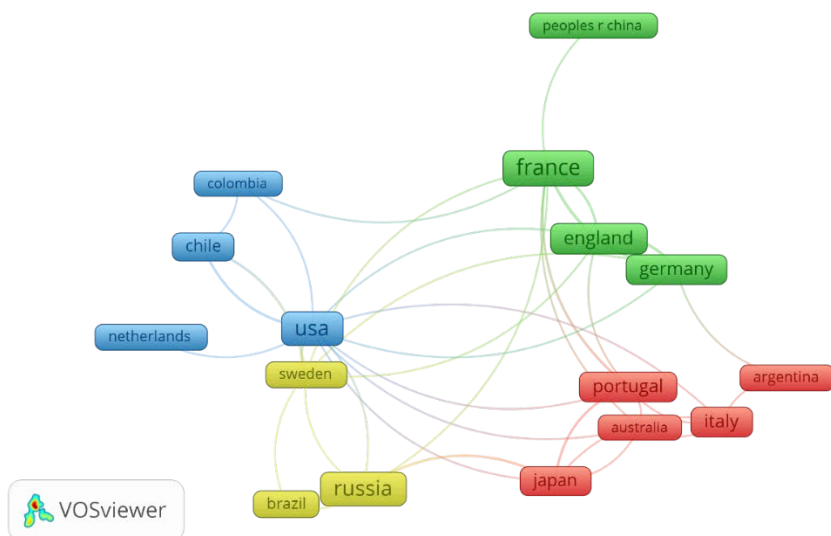 peoples r china
france
colombia
england
chile
germany
usa
netherlands
sweden
argentina
portugal
italy
australia
japan
russia
brazil
VOSviewer